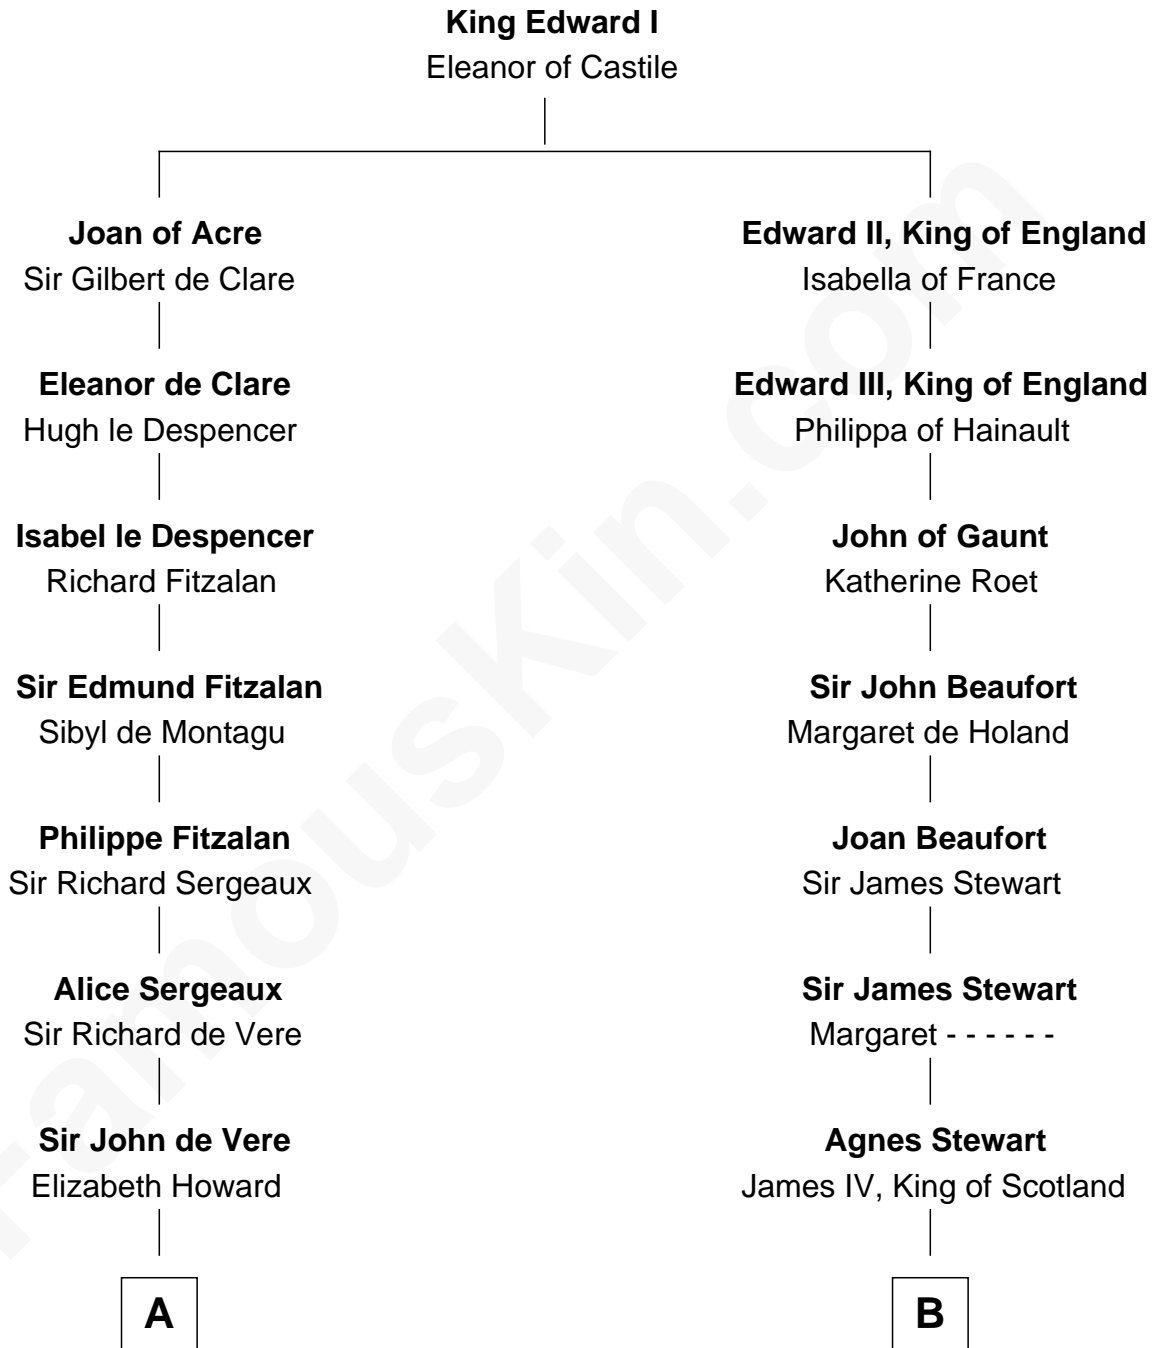 King Edward I
Eleanor of Castile
Joan of Acre
Sir Gilbert de Clare
Edward II, King of England
Isabella of France
Eleanor de Clare
Hugh le Despencer
Edward III, King of England
Philippa of Hainault
Isabel le Despencer
Richard Fitzalan
John of Gaunt
Katherine Roet
Sir Edmund Fitzalan
Sibyl de Montagu
Sir John Beaufort
Margaret de Holand
Philippe Fitzalan
Sir Richard Sergeaux
Joan Beaufort
Sir James Stewart
Alice Sergeaux
Sir Richard de Vere
Sir James Stewart
Margaret - - - - - -
Sir John de Vere
Elizabeth Howard
Agnes Stewart
James IV, King of Scotland
A
B
FamousKin.com